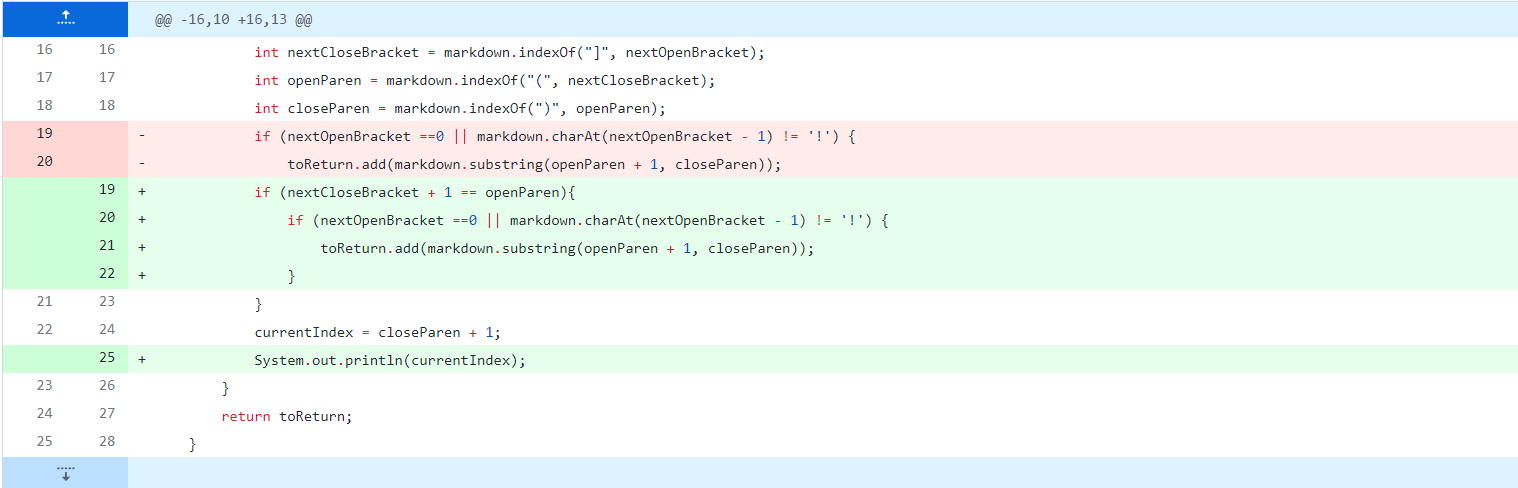 @@ -16,10 +16,13 @@
16 16 int nextCloseBracket = markdown.indexOf("]", nextOpenBracket);
17 17 int openParen = markdown.indexOf("(", nextCloseBracket);
18 18 int closeParen = markdown.indexOf(")", openParen);
19 - if (nextOpenBracket ==0 || markdown.charAt(nextOpenBracket - 1) != '!') {
20 - toReturn.add(markdown.substring(openParen + 1, closeParen));
19 + if (nextCloseBracket + 1 == openParen){
20 + if (nextOpenBracket ==0 || markdown.charAt(nextOpenBracket - 1) != '!') {
21 + toReturn.add(markdown.substring(openParen + 1, closeParen));
22 + }
21 23 }
22 24 currentIndex = closeParen + 1;
25 + System.out.println(currentIndex);
23 26 }
24 27 return toReturn;
25 28 }